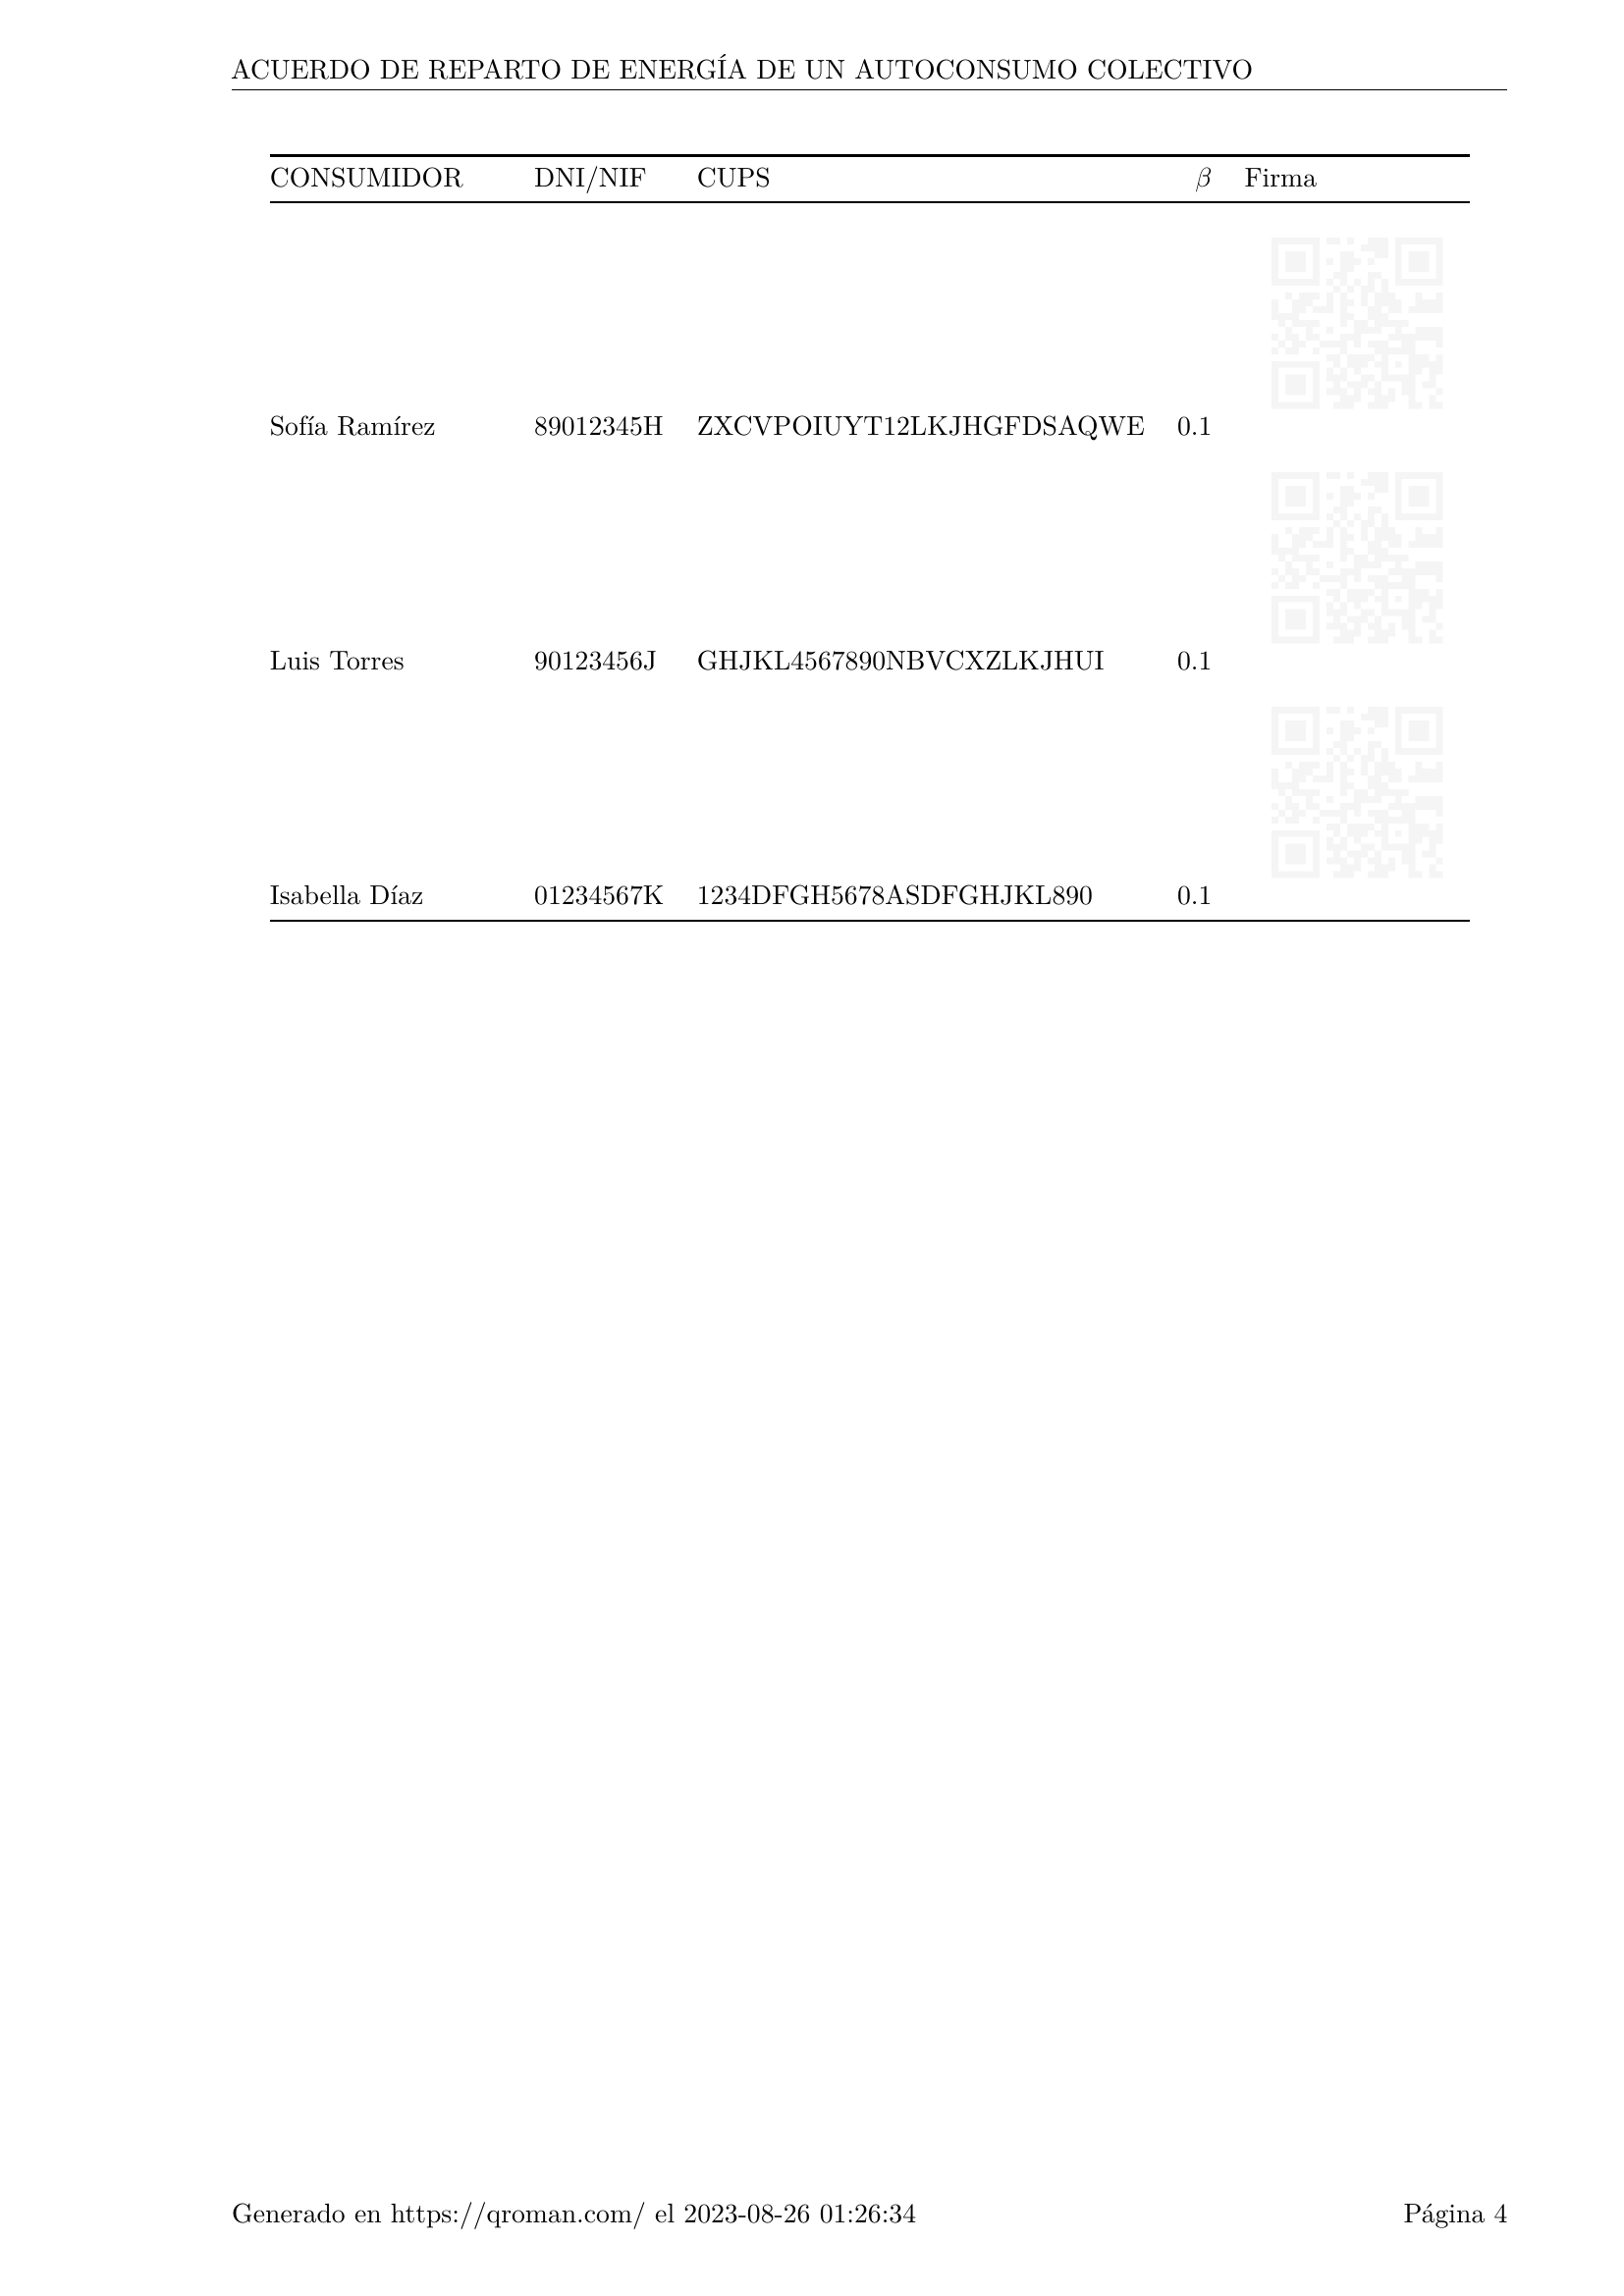 ACUERDO DE REPARTO DE ENERGÍA DE UN AUTOCONSUMO COLECTIVO
CONSUMIDOR DNI/NIF CUPS β Firma
Sofía Ramírez 89012345H ZXCVPOIUYT12LKJHGFDSAQWE 0.1
Luis Torres 90123456J GHJKL4567890NBVCXZLKJHUI 0.1
Isabella Díaz 01234567K 1234DFGH5678ASDFGHJKL890 0.1
Generado en https://qroman.com/ el 2023-08-26 01:26:34 Página 4